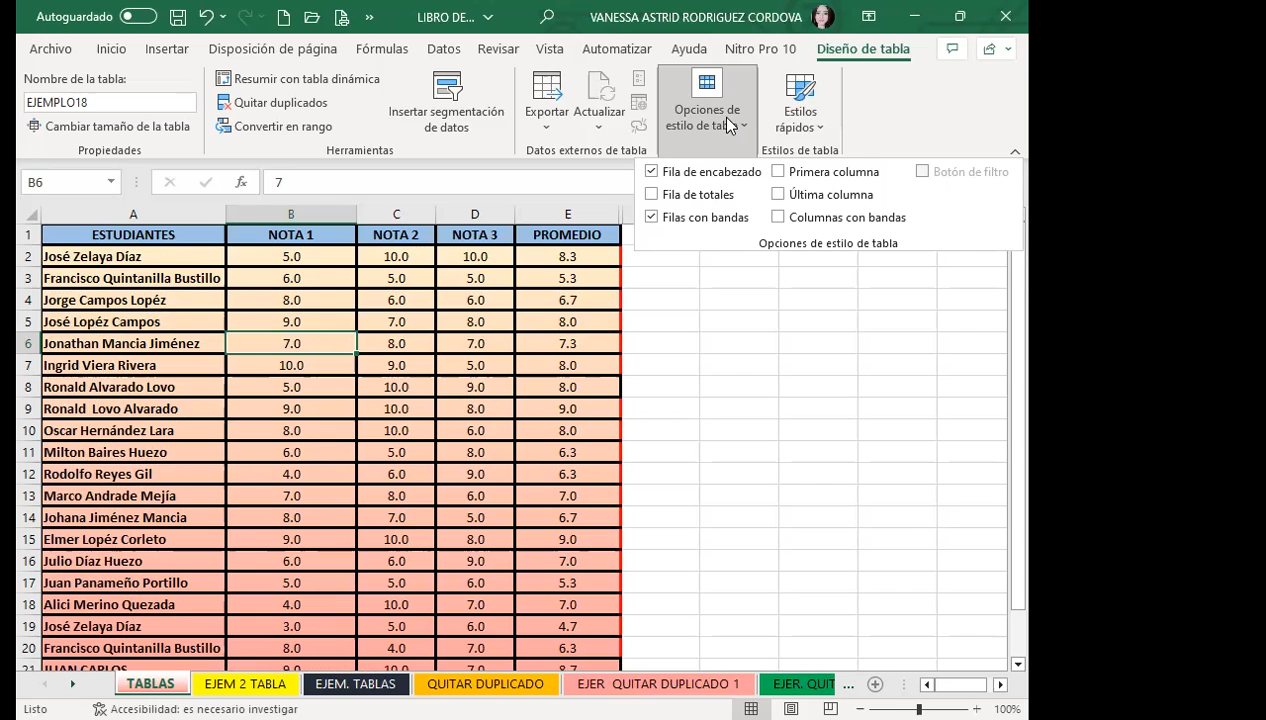 Autoguardado LIBRO DE... VANESSA ASTRID RODRIGUEZ CORDOVA
Archivo Inicio Insertar Disposición de página Fórmulas Datos Revisar Vista Automatizar Ayuda Nitro Pro 10 Diseño de tabla
Nombre de la tabla:
EJEMPLO18
Cambiar tamaño de la tabla
Propiedades
Resumir con tabla dinámica
Quitar duplicados
Convertir en rango
Insertar segmentación
de datos
Herramientas
Exportar Actualizar
Datos externos de tabla
Opciones de
estilo de
Estilos
rápidos
Estilos de tabla
Fila de encabezado Primera columna Botón de filtro
Fila de totales Última columna
Filas con bandas Columnas con bandas
Opciones de estilo de tabla
B6 fx 7
A B C D E
1 ESTUDIANTES NOTA 1 NOTA 2 NOTA 3 PROMEDIO
2 José Zelaya Díaz 5.0 10.0 10.0 8.3
3 Francisco Quintanilla Bustillo 6.0 5.0 5.0 5.3
4 Jorge Campos Lopéz 8.0 6.0 6.0 6.7
5 José Lopéz Campos 9.0 7.0 8.0 8.0
6 Jonathan Mancia Jiménez 7.0 8.0 7.0 7.3
7 Ingrid Viera Rivera 10.0 9.0 5.0 8.0
8 Ronald Alvarado Lovo 5.0 10.0 9.0 8.0
9 Ronald Lovo Alvarado 9.0 10.0 8.0 9.0
10 Oscar Hernández Lara 8.0 10.0 6.0 8.0
11 Milton Baires Huezo 6.0 5.0 8.0 6.3
12 Rodolfo Reyes Gil 4.0 6.0 9.0 6.3
13 Marco Andrade Mejía 7.0 8.0 6.0 7.0
14 Johana Jiménez Mancia 8.0 7.0 5.0 6.7
15 Elmer Lopéz Corleto 9.0 10.0 8.0 9.0
16 Julio Díaz Huezo 6.0 6.0 9.0 7.0
17 Juan Panameño Portillo 5.0 5.0 6.0 5.3
18 Alici Merino Quezada 4.0 10.0 7.0 7.0
19 José Zelaya Díaz 3.0 5.0 6.0 4.7
20 Francisco Quintanilla Bustillo 8.0 4.0 7.0 6.3
21 JUAN CARLOS 9.0 10.0 7.0 8.7
TABLAS EJEM 2 TABLA EJEM. TABLAS QUITAR DUPLICADO EJER QUITAR DUPLICADO 1 EJER. QUIT ...
Listo Accesibilidad: es necesario investigar 100%